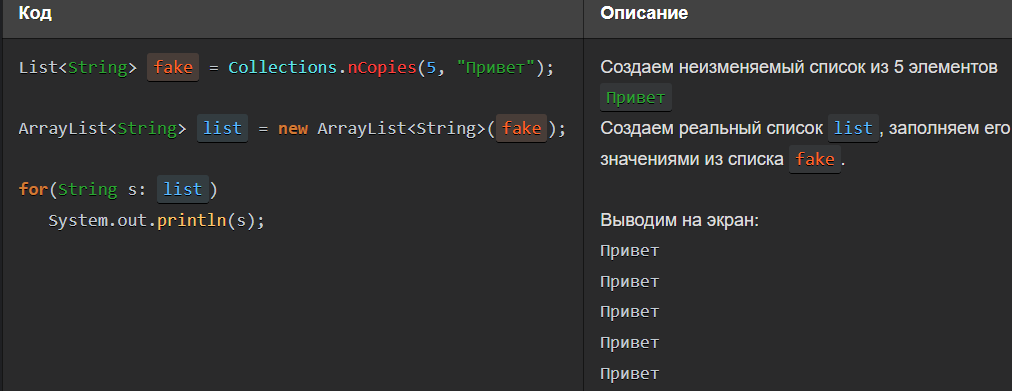 Код
Описание
List<String> fake = Collections.nCopies(5, "Привет");
ArrayList<String> list = new ArrayList<String>(fake);
for(String s: list)
System.out.println(s);
Создаем неизменяемый список из 5 элементов
Привет
Создаем реальный список list, заполняем его
значениями из списка fake.
Выводим на экран:
Привет
Привет
Привет
Привет
Привет